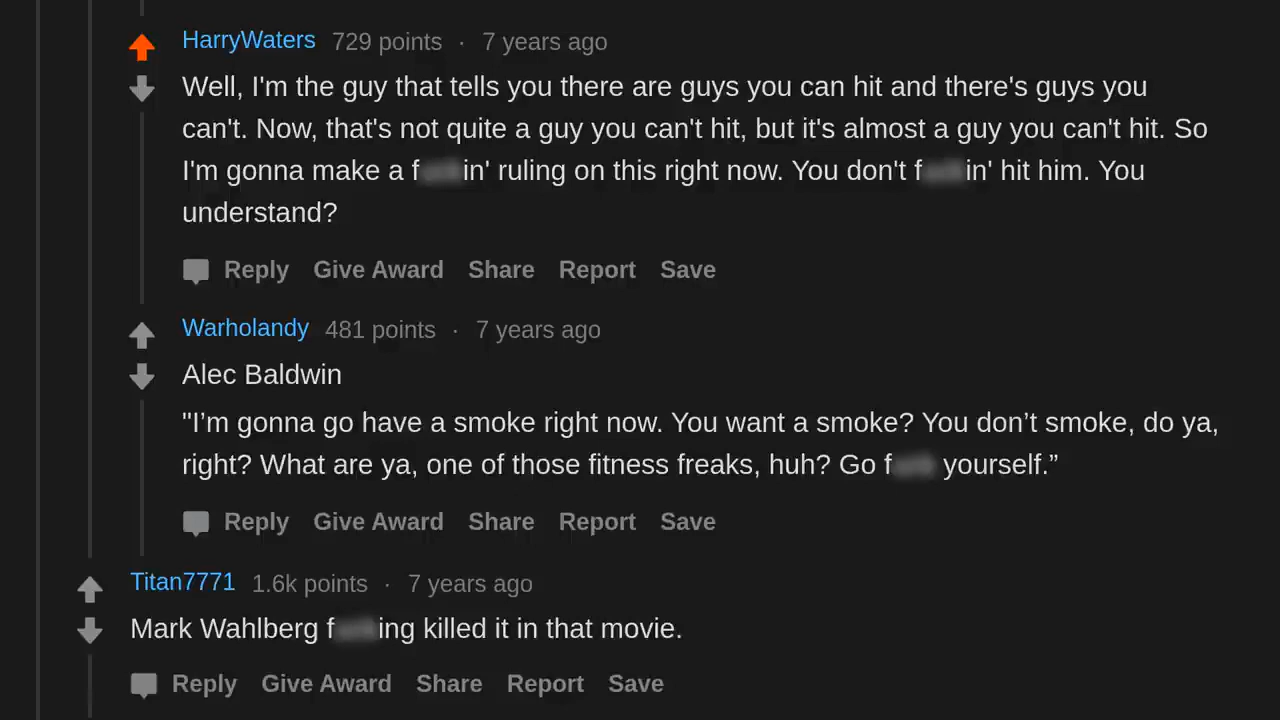 HarryWaters 729 points · 7 years ago
Well, I'm the guy that tells you there are guys you can hit and there's guys you
can't. Now, that's not quite a guy you can't hit, but it's almost a guy you can't hit. So
I'm gonna make a f in' ruling on this right now. You don't f in' hit him. You
understand?
Reply Give Award Share Report Save
Warholandy 481 points · 7 years ago
Alec Baldwin
"I’m gonna go have a smoke right now. You want a smoke? You don’t smoke, do ya,
right? What are ya, one of those fitness freaks, huh? Go f yourself.”
Reply Give Award Share Report Save
Titan7771 1.6k points · 7 years ago
Mark Wahlberg f ing killed it in that movie.
Reply Give Award Share Report Save